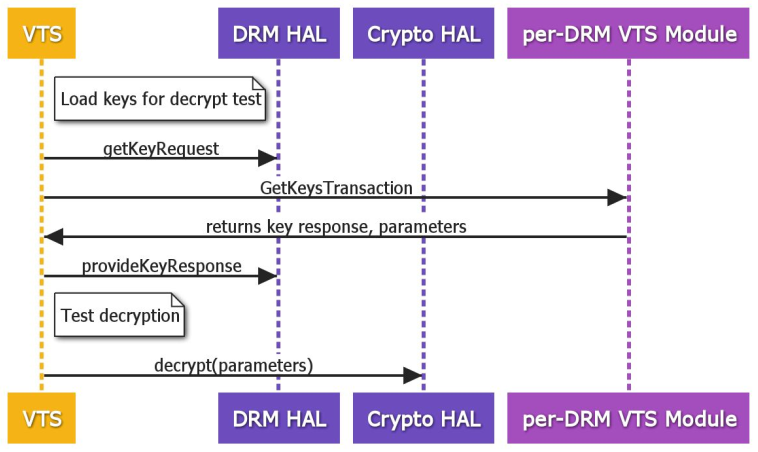 VTS
DRM HAL
Crypto HAL
per-DRM VTS Module
Load keys for decrypt test
getKeyRequest
GetKeysTransaction
returns key response, parameters
provideKeyResponse
Test decryption
decrypt(parameters)
VTS
DRM HAL
Crypto HAL
per-DRM VTS Module